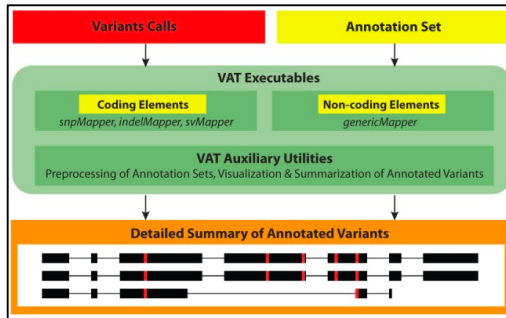 Variants Calls
Annotation Set
VAT Executables
Coding Elements
snpMapper, indelMapper, svMapper
Non-coding Elements
genericMapper
VAT Auxiliary Utilities
Preprocessing of Annotation Sets, Visualization & Summarization of Annotated Variants
Detailed Summary of Annotated Variants